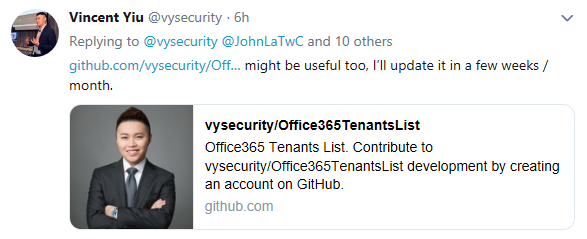 Vincent Yiu @vysecurity · 6h
Replying to @vysecurity @JohnLaTwC and 10 others
github.com/vysecurity/Off… might be useful too, I'll update it in a few weeks /
month.
vysecurity/Office365TenantsList
Office365 Tenants List. Contribute to
vysecurity/Office365TenantsList development by creating
an account on GitHub.
github.com